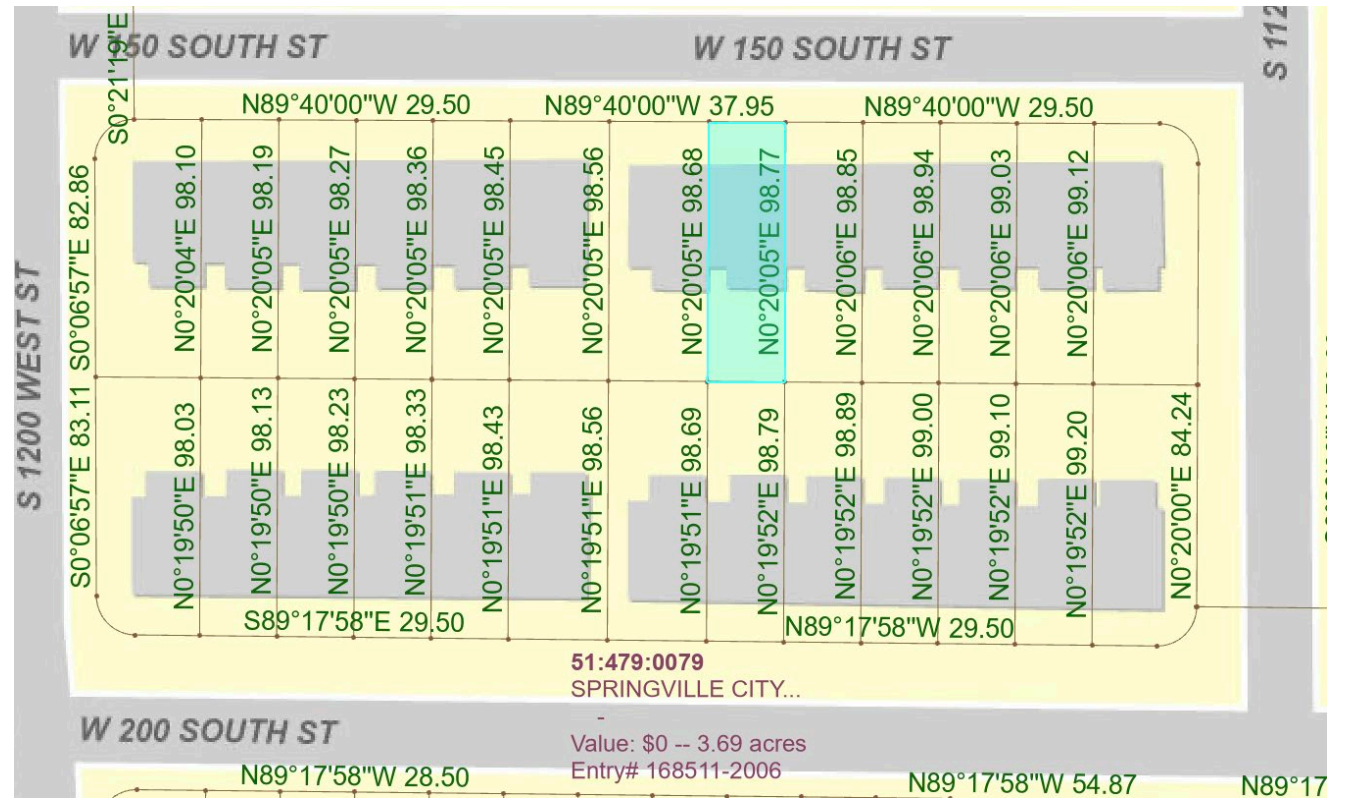 W 150 SOUTH ST
W 150 SOUTH ST
S 112
S0°21'19"E
N89°40'00"W 29.50
N89°40'00"W 37.95
N89°40'00"W 29.50
S0°06'57"E 82.86
N0°20'04"E 98.10
N0°20'05"E 98.19
N0°20'05"E 98.27
N0°20'05"E 98.36
N0°20'05"E 98.45
N0°20'05"E 98.56
N0°20'05"E 98.68
N0°20'05"E 98.77
N0°20'06"E 98.85
N0°20'06"E 98.94
N0°20'06"E 99.03
N0°20'06"E 99.12
S 1200 WEST ST
S0°06'57"E 83.11
N0°19'50"E 98.03
N0°19'50"E 98.13
N0°19'50"E 98.23
N0°19'51"E 98.33
N0°19'51"E 98.43
N0°19'51"E 98.56
N0°19'51"E 98.69
N0°19'52"E 98.79
N0°19'52"E 98.89
N0°19'52"E 99.00
N0°19'52"E 99.10
N0°19'52"E 99.20
N0°20'00"E 84.24
S89°17'58"E 29.50
N89°17'58"W 29.50
51:479:0079
SPRINGVILLE CITY...
-
Value: $0 -- 3.69 acres
Entry# 168511-2006
W 200 SOUTH ST
N89°17'58"W 28.50
N89°17'58"W 54.87
N89°17